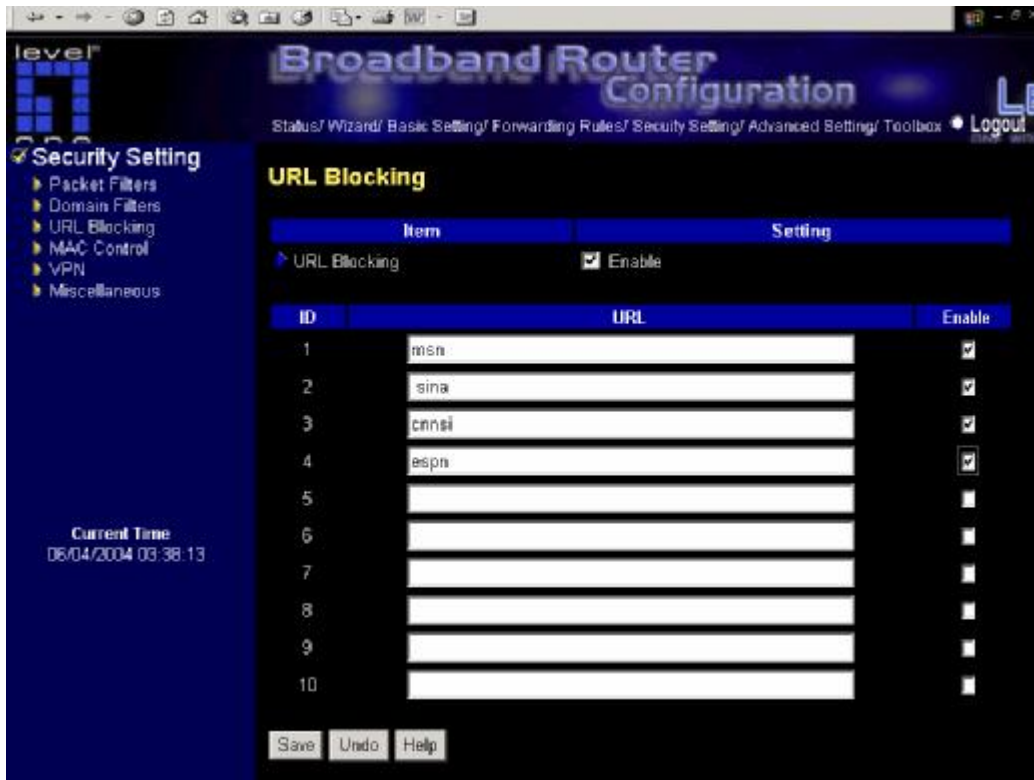 level
one
Broadband Router
Configuration
Status/ Wizard/ Basic Setting/ Forwarding Rules/ Secuity Setting/ Advanced Setting/ Toolbox
Logout
Security Setting
Packet Filters
Domain Filters
URL Blocking
MAC Control
VPN
Miscellaneous
Current Time
06/04/2004 03:38:13
URL Blocking
Item Setting
URL Blocking Enable
ID URL Enable
1 msn
2 sina
3 cnnsi
4 espn
5
6
7
8
9
10
Save Undo Help